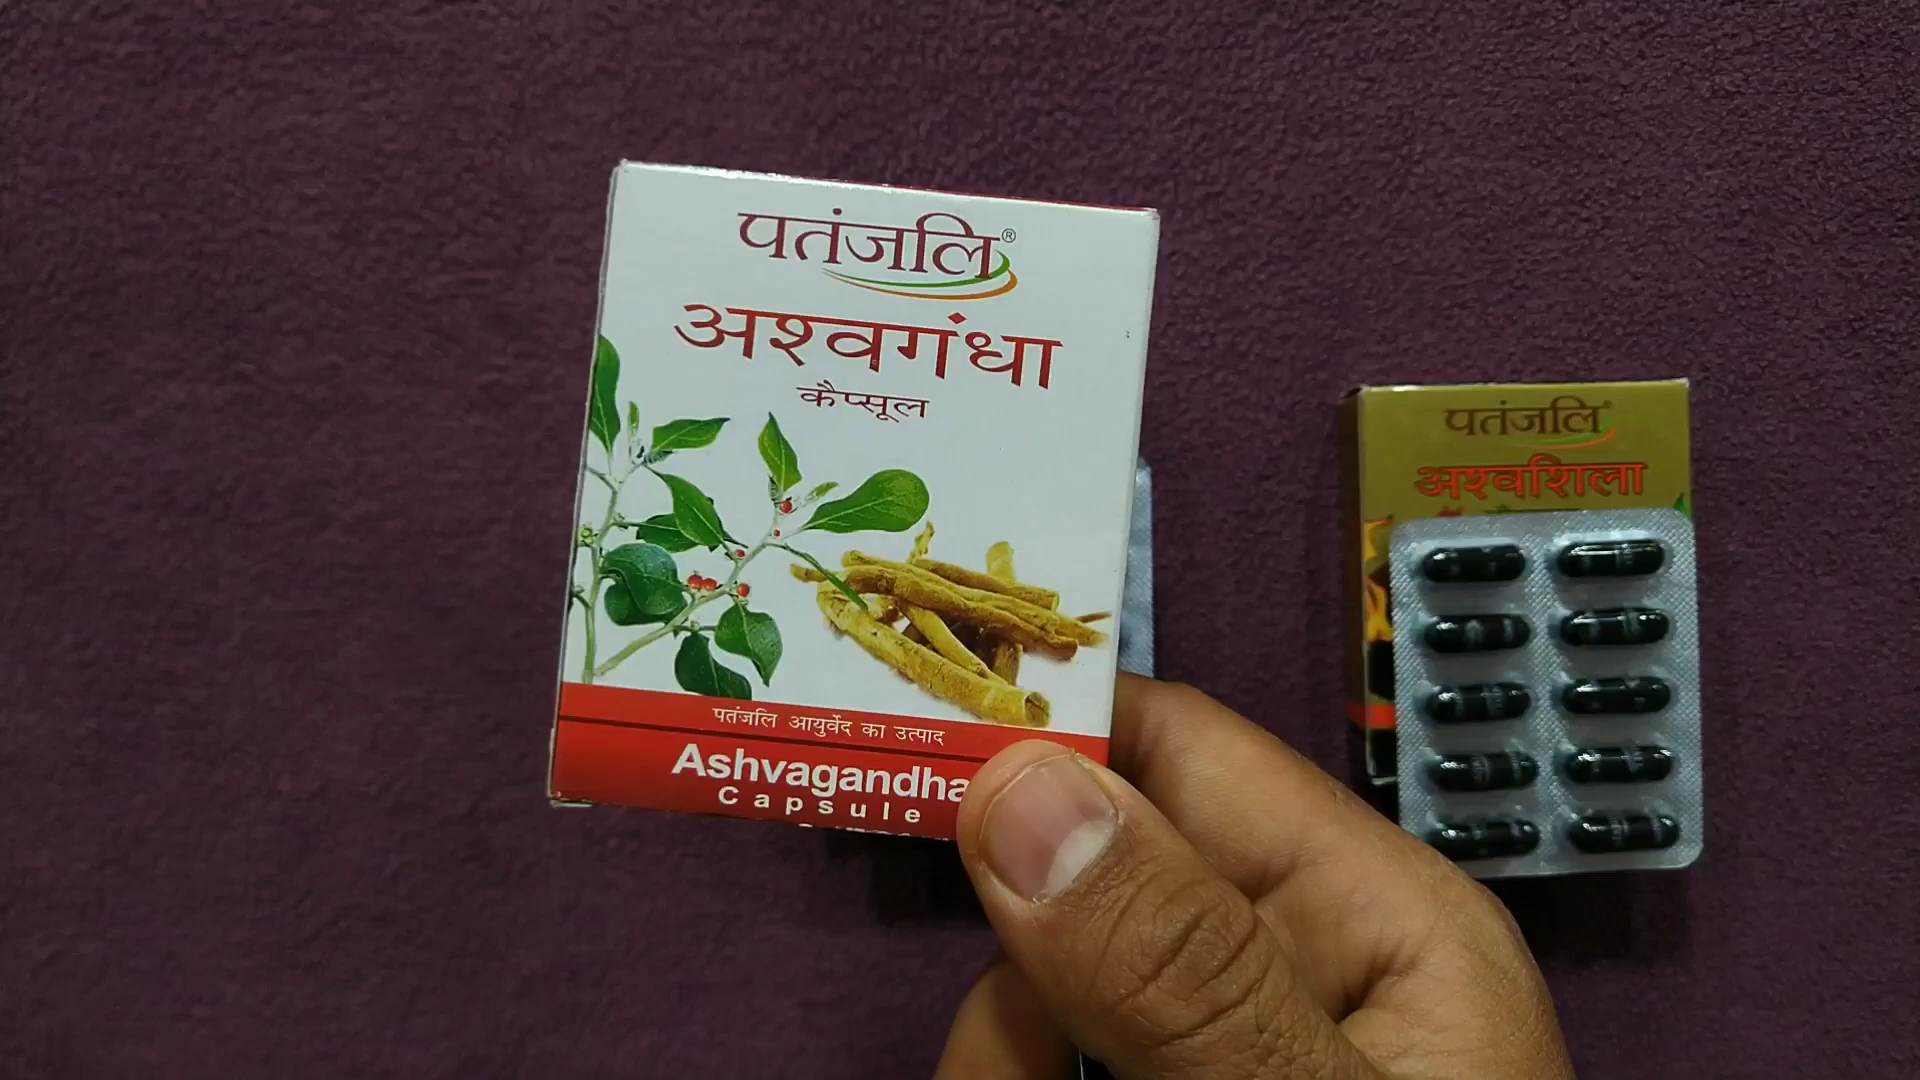 पतंजलि®
अश्वगंधा
कैप्सूल
पतंजलि आयुर्वेद का उत्पाद
Ashvagandha
Capsule
पतंजलि
अश्वशिला